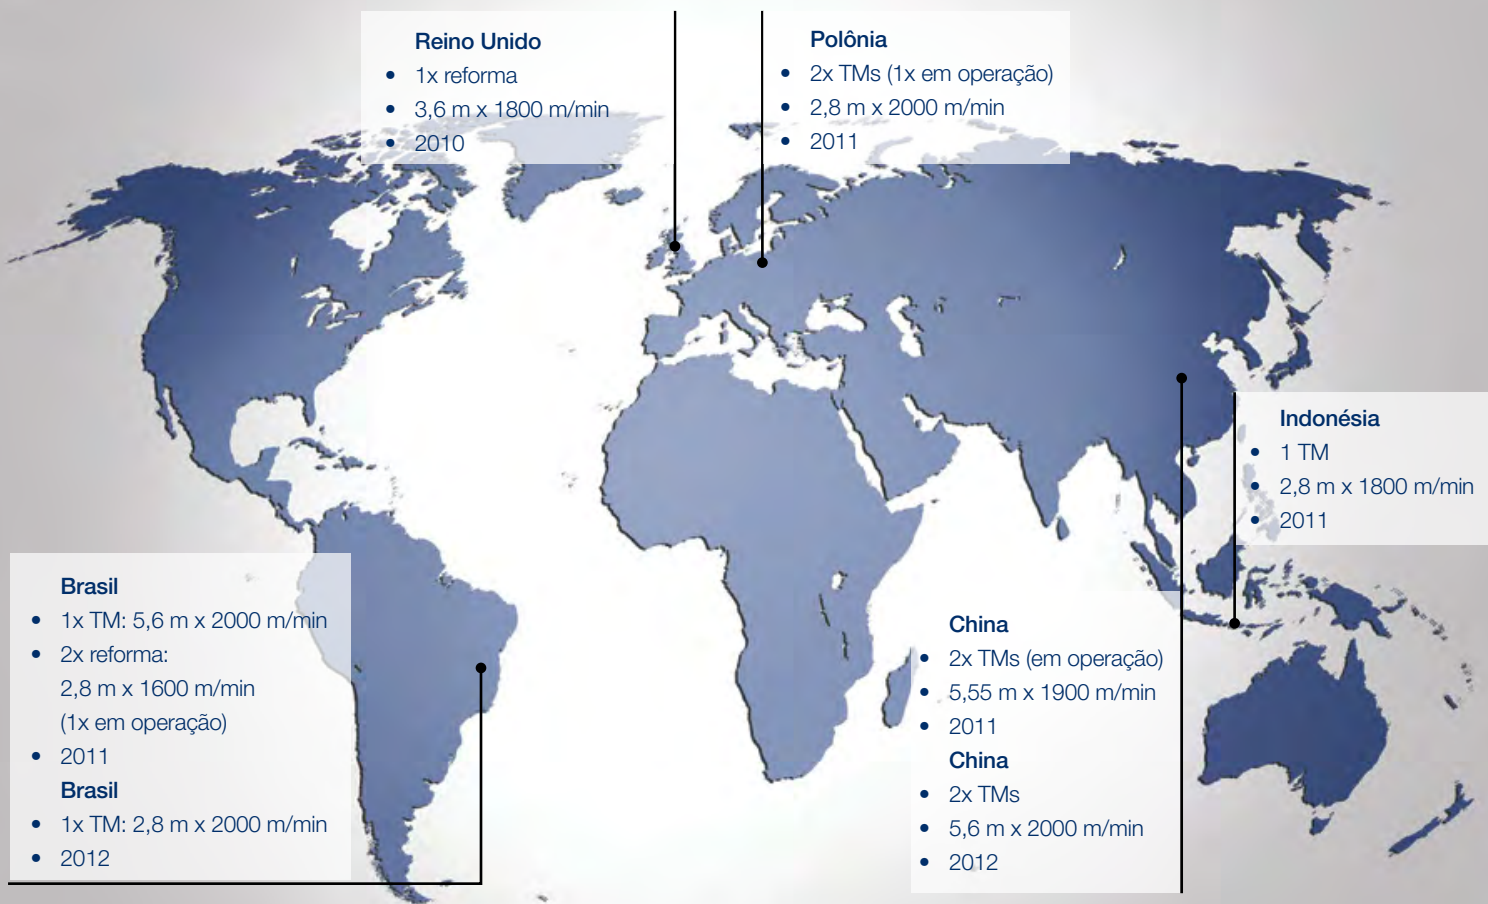 Reino Unido
• 1x reforma
• 3,6 m x 1800 m/min
• 2010
Polônia
• 2x TMs (1x em operação)
• 2,8 m x 2000 m/min
• 2011
Indonésia
• 1 TM
• 2,8 m x 1800 m/min
• 2011
Brasil
• 1x TM: 5,6 m x 2000 m/min
• 2x reforma:
2,8 m x 1600 m/min
(1x em operação)
• 2011
Brasil
• 1x TM: 2,8 m x 2000 m/min
• 2012
China
• 2x TMs (em operação)
• 5,55 m x 1900 m/min
• 2011
China
• 2x TMs
• 5,6 m x 2000 m/min
• 2012